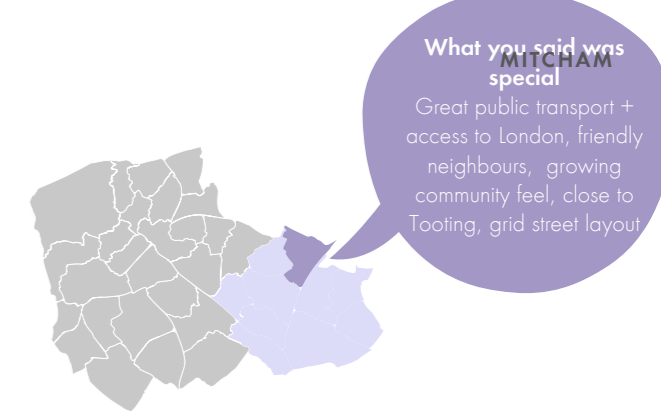 What you said was
MITCHAM
special
Great public transport +
access to London, friendly
neighbours, growing
community feel, close to
Tooting, grid street layout